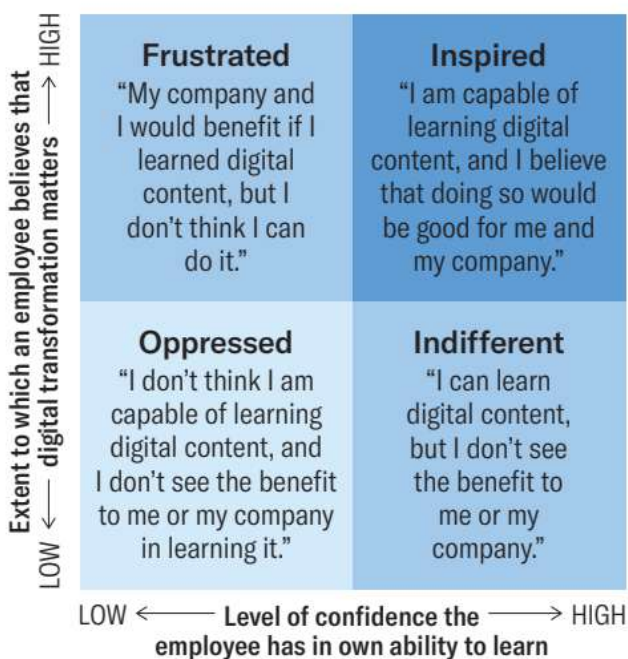 Extent to which an employee believes that
digital transformation matters
LOW
HIGH
Frustrated
“My company and
I would benefit if I
learned digital
content, but I
don’t think I can
do it.”
Inspired
“I am capable of
learning digital
content, and I believe
that doing so would
be good for me and
my company.”
Oppressed
“I don’t think I am
capable of learning
digital content, and
I don’t see the benefit
to me or my company
in learning it.”
Indifferent
“I can learn
digital content,
but I don’t see
the benefit to
me or my
company.”
LOW ← Level of confidence the → HIGH
employee has in own ability to learn